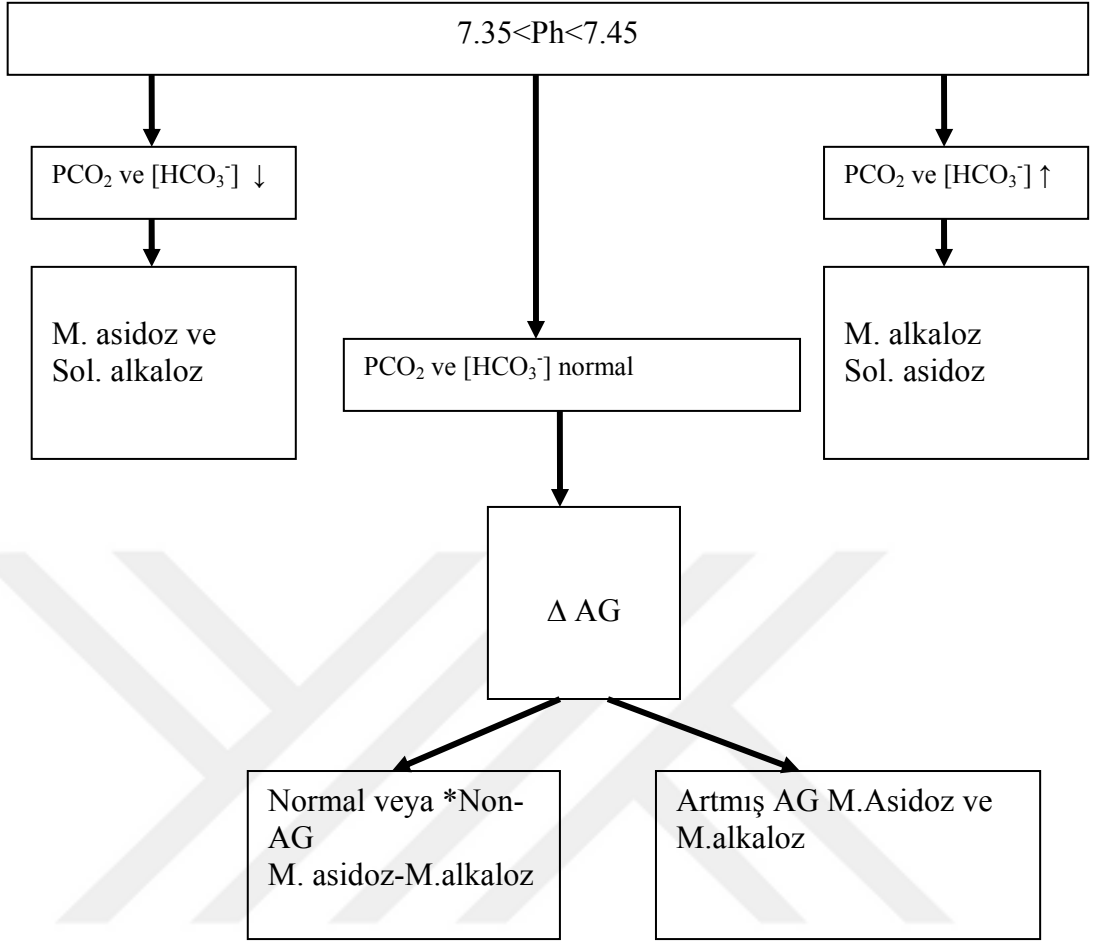 7.35<Ph<7.45
PCO₂ ve [HCO₃⁻] ↓
PCO₂ ve [HCO₃⁻] ↑
M. asidoz ve
Sol. alkaloz
PCO₂ ve [HCO₃⁻] normal
M. alkaloz
Sol. asidoz
Δ AG
Normal veya *Non-
AG
M. asidoz-M.alkaloz
Artmış AG M.Asidoz ve
M.alkaloz